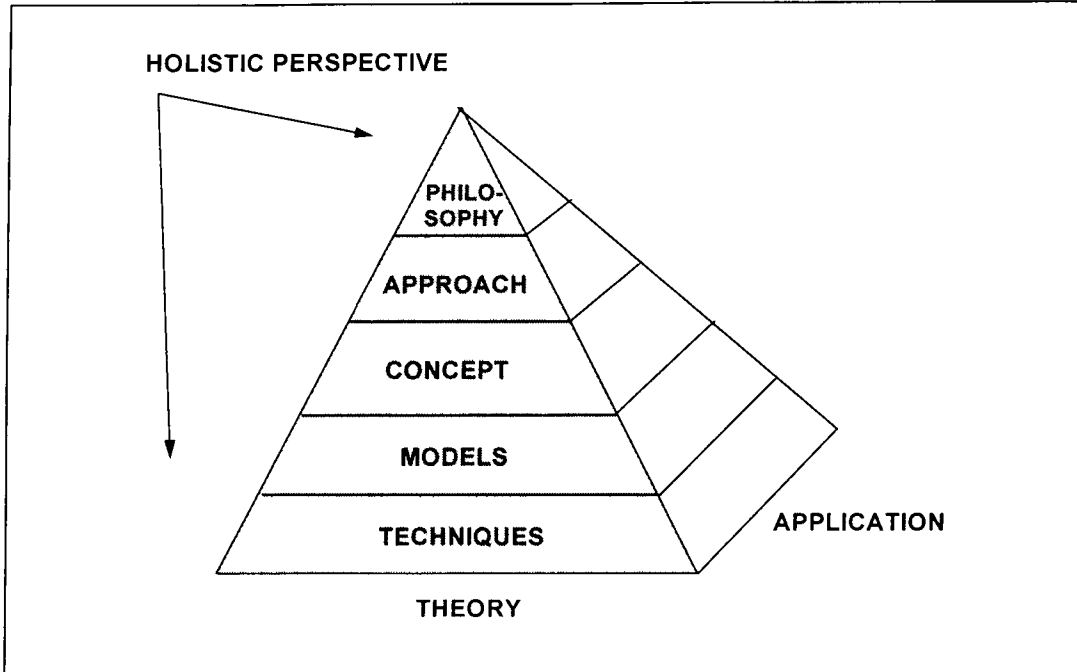 HOLISTIC PERSPECTIVE
PHILO-
SOPHY
APPROACH
CONCEPT
MODELS
TECHNIQUES
APPLICATION
THEORY